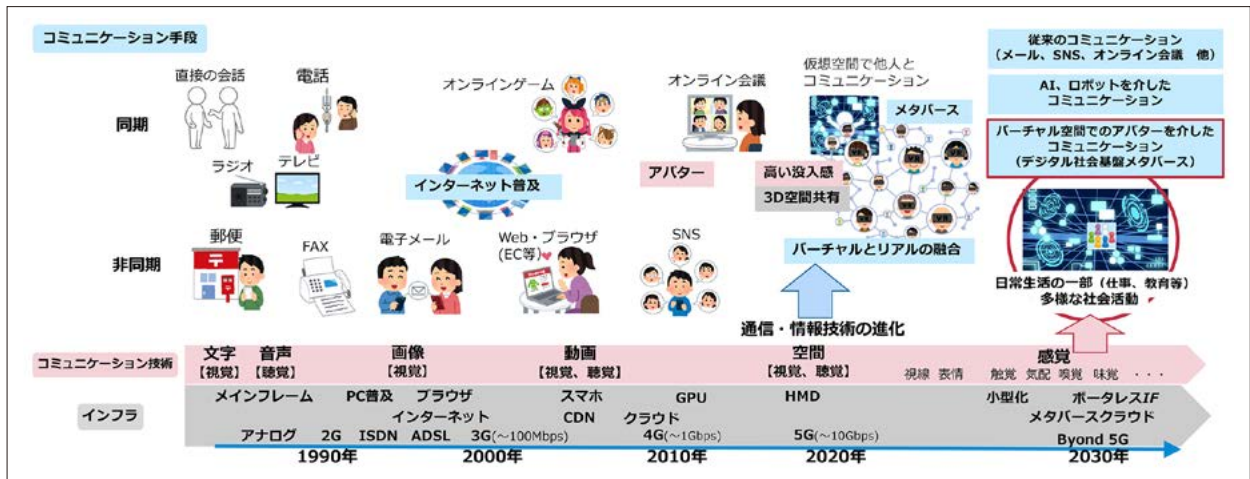 コミュニケーション手段
従来のコミュニケーション
(メール、SNS、オンライン会議 他)
AI、ロボットを介した
コミュニケーション
バーチャル空間でのアバターを介した
コミュニケーション
(デジタル社会基盤メタバース)
同期
直接の会話
電話
ラジオ
テレビ
オンラインゲーム
インターネット普及
オンライン会議
アバター
仮想空間で他人と
コミュニケーション
メタバース
高い没入感
3D空間共有
バーチャルとリアルの融合
非同期
郵便
FAX
電子メール
Web・ブラウザ
(EC等)
SNS
通信・情報技術の進化
日常生活の一部(仕事、教育等)
多様な社会活動
コミュニケーション技術
文字
【視覚】
音声
【聴覚】
画像
【視覚】
動画
【視覚、聴覚】
空間
【視覚、聴覚】
感覚
視線 表情 触覚 気配 嗅覚 味覚 ・・・
インフラ
メインフレーム PC普及 ブラウザ スマホ GPU HMD 小型化 ポータレスIF
インターネット CDN クラウド メタバースクラウド
アナログ 2G ISDN ADSL 3G(～100Mbps) 4G(～1Gbps) 5G(～10Gbps) Byond 5G
1990年 2000年 2010年 2020年 2030年